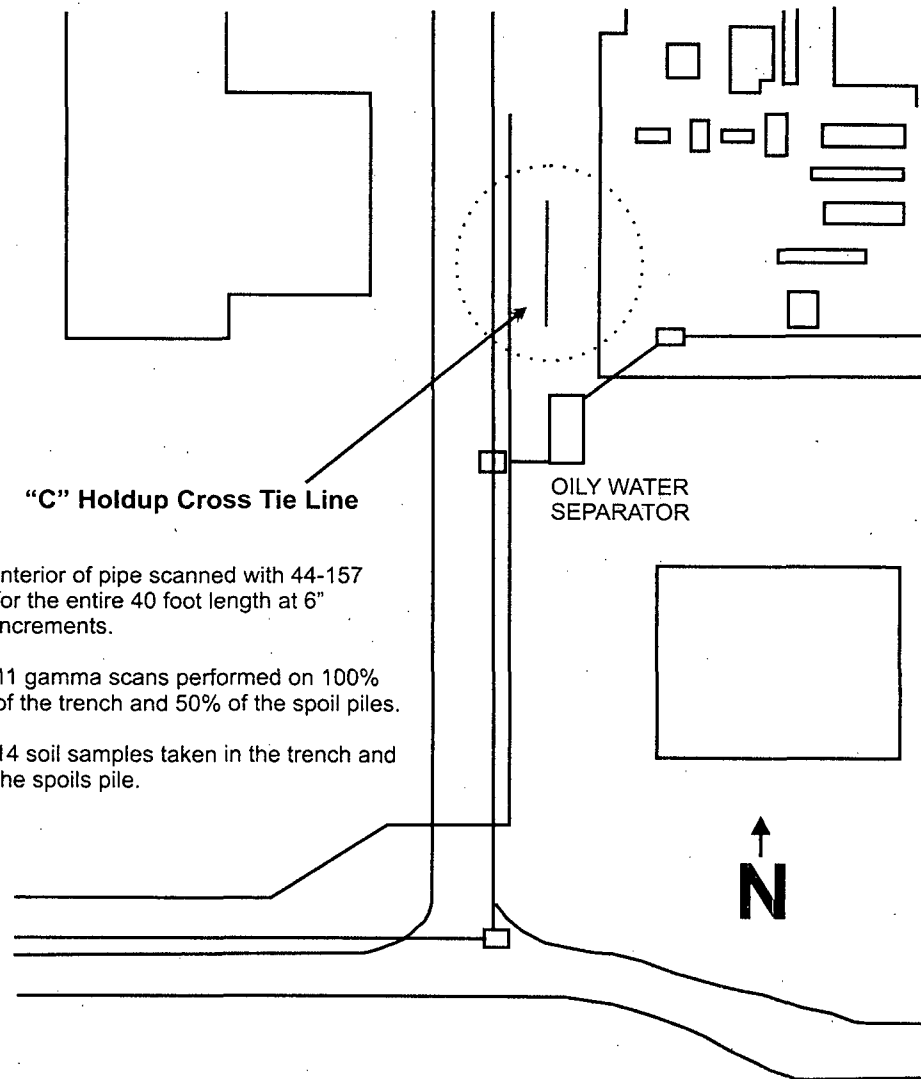 "C" Holdup Cross Tie Line
OILY WATER
SEPARATOR
nterior of pipe scanned with 44-157
or the entire 40 foot length at 6"
ncrements.
11 gamma scans performed on 100%
of the trench and 50% of the spoil piles.
14 soil samples taken in the trench and
he spoils pile.
N